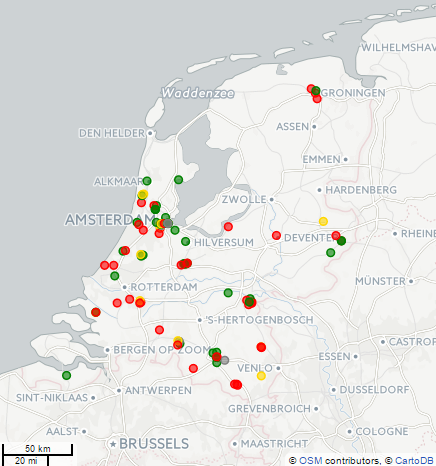 WILHELMSHAV
Waddenzee
GRONINGEN
DEN HELDER
ASSEN
EMMEN
ALKMAAR
HARDENBERG
ZWOLLE
AMSTERDAM
HILVERSUM
DEVENTE
RHEINE
MÜNSTER
ROTTERDAM
'S-HERTOGENBOSCH
CASTROP
BERGEN OP ZOOM
ESSEN
VENLO
ANTWERPEN
DUSSELDORF
SINT-NIKLAAS
GREVENBROICH
AALST
COLOGNE
BRUSSELS
MAASTRICHT
50 km
20 mi
© OSM contributors, © CartoDB